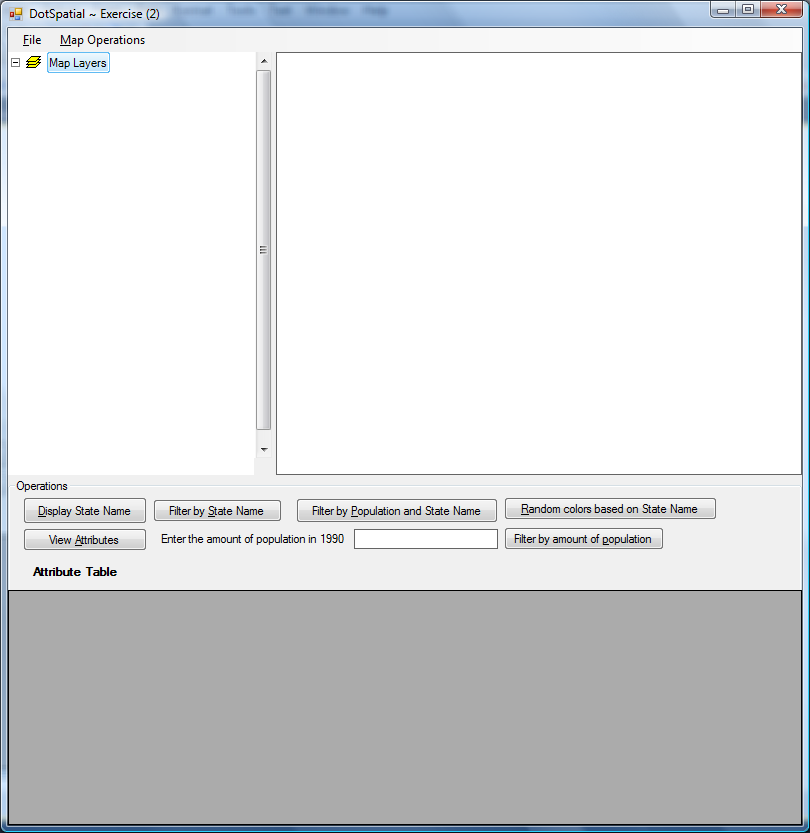 DotSpatial ~ Exercise (2)
File Map Operations
Map Layers
Operations
Display State Name Filter by State Name Filter by Population and State Name Random colors based on State Name
View Attributes Enter the amount of population in 1990 Filter by amount of population
Attribute Table